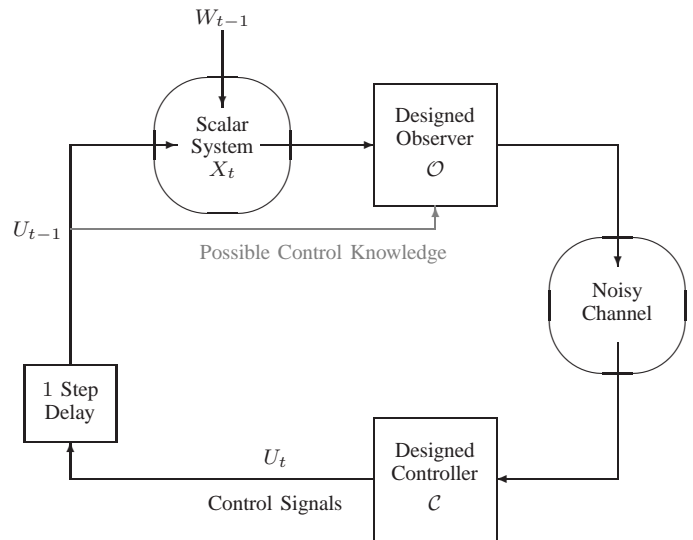 W_{t-1}
Scalar
System
X_t
Designed
Observer
𝒪
U_{t-1}
Possible Control Knowledge
Noisy
Channel
1 Step
Delay
U_t
Control Signals
Designed
Controller
𝒞